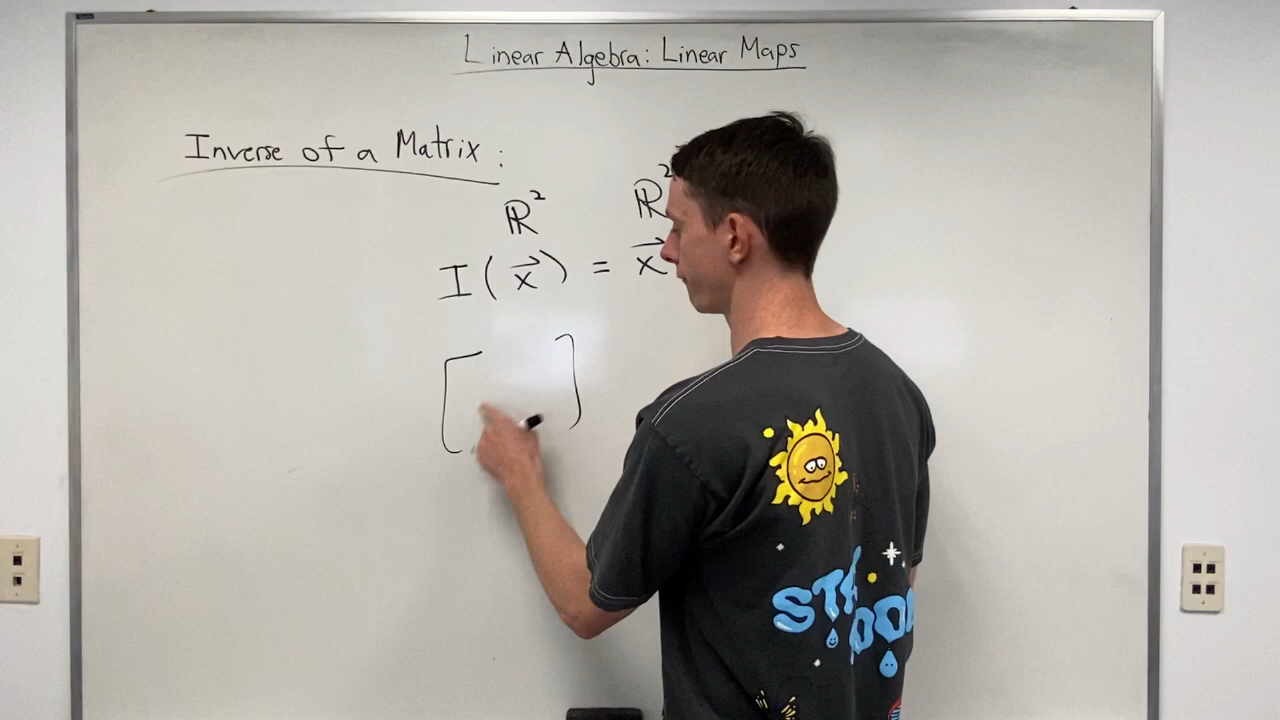 Linear Algebra: Linear Maps
Inverse of a Matrix:
ℝ² ℝ²
I(x⃗) = x⃗